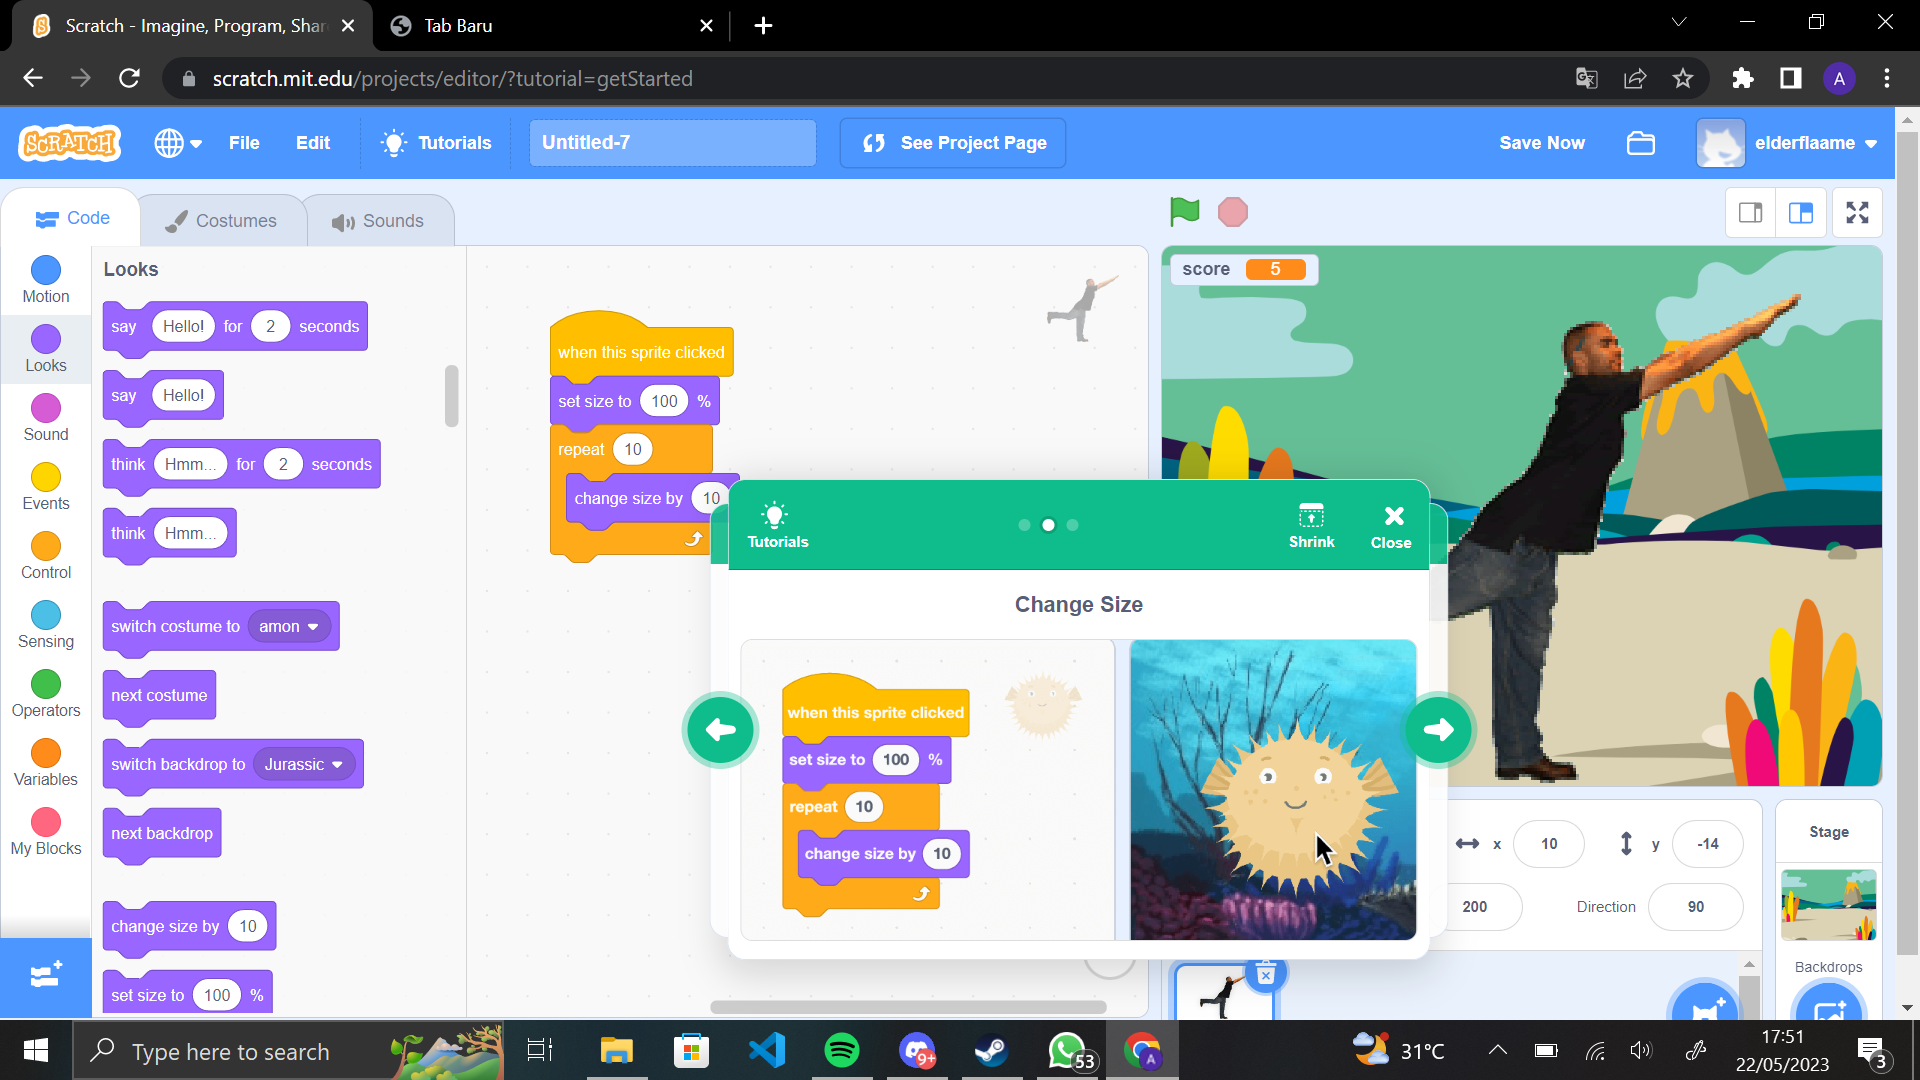 Scratch - Imagine, Program, Shar
Tab Baru
scratch.mit.edu/projects/editor/?tutorial=getStarted
A
SCRATCH
File
Edit
Tutorials
Untitled-7
See Project Page
Save Now
elderflaame
Code
Costumes
Sounds
Motion
Looks
Sound
Events
Control
Sensing
Operators
Variables
My Blocks
Looks
say Hello! for 2 seconds
say Hello!
think Hmm... for 2 seconds
think Hmm...
switch costume to amon
next costume
switch backdrop to Jurassic
next backdrop
change size by 10
set size to 100 %
when this sprite clicked
set size to 100 %
repeat 10
change size by 10
score 5
Tutorials
Shrink
Close
Change Size
when this sprite clicked
set size to 100 %
repeat 10
change size by 10
x 10 y -14
200 Direction 90
Stage
Backdrops
Type here to search
9+
53
A
31°C
17:51
22/05/2023
3